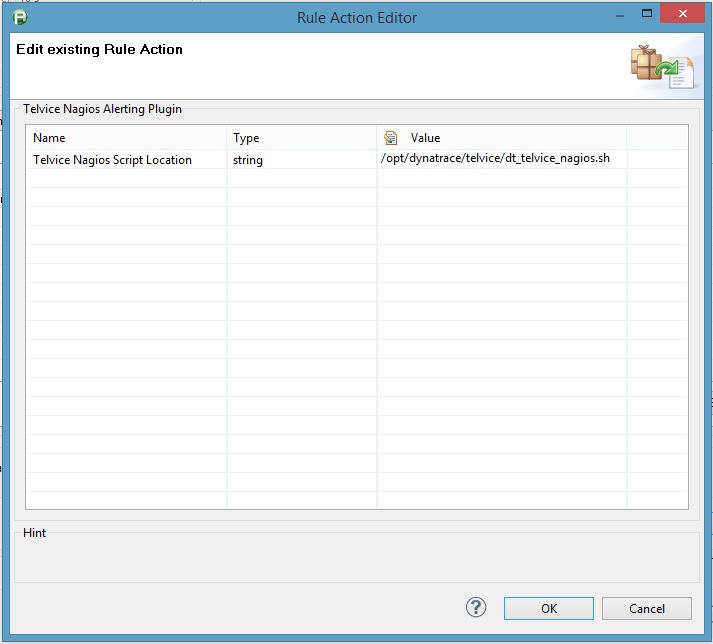 Rule Action Editor
Edit existing Rule Action
Telvice Nagios Alerting Plugin
Name Type Value
Telvice Nagios Script Location string /opt/dynatrace/telvice/dt_telvice_nagios.sh
Hint
? OK Cancel